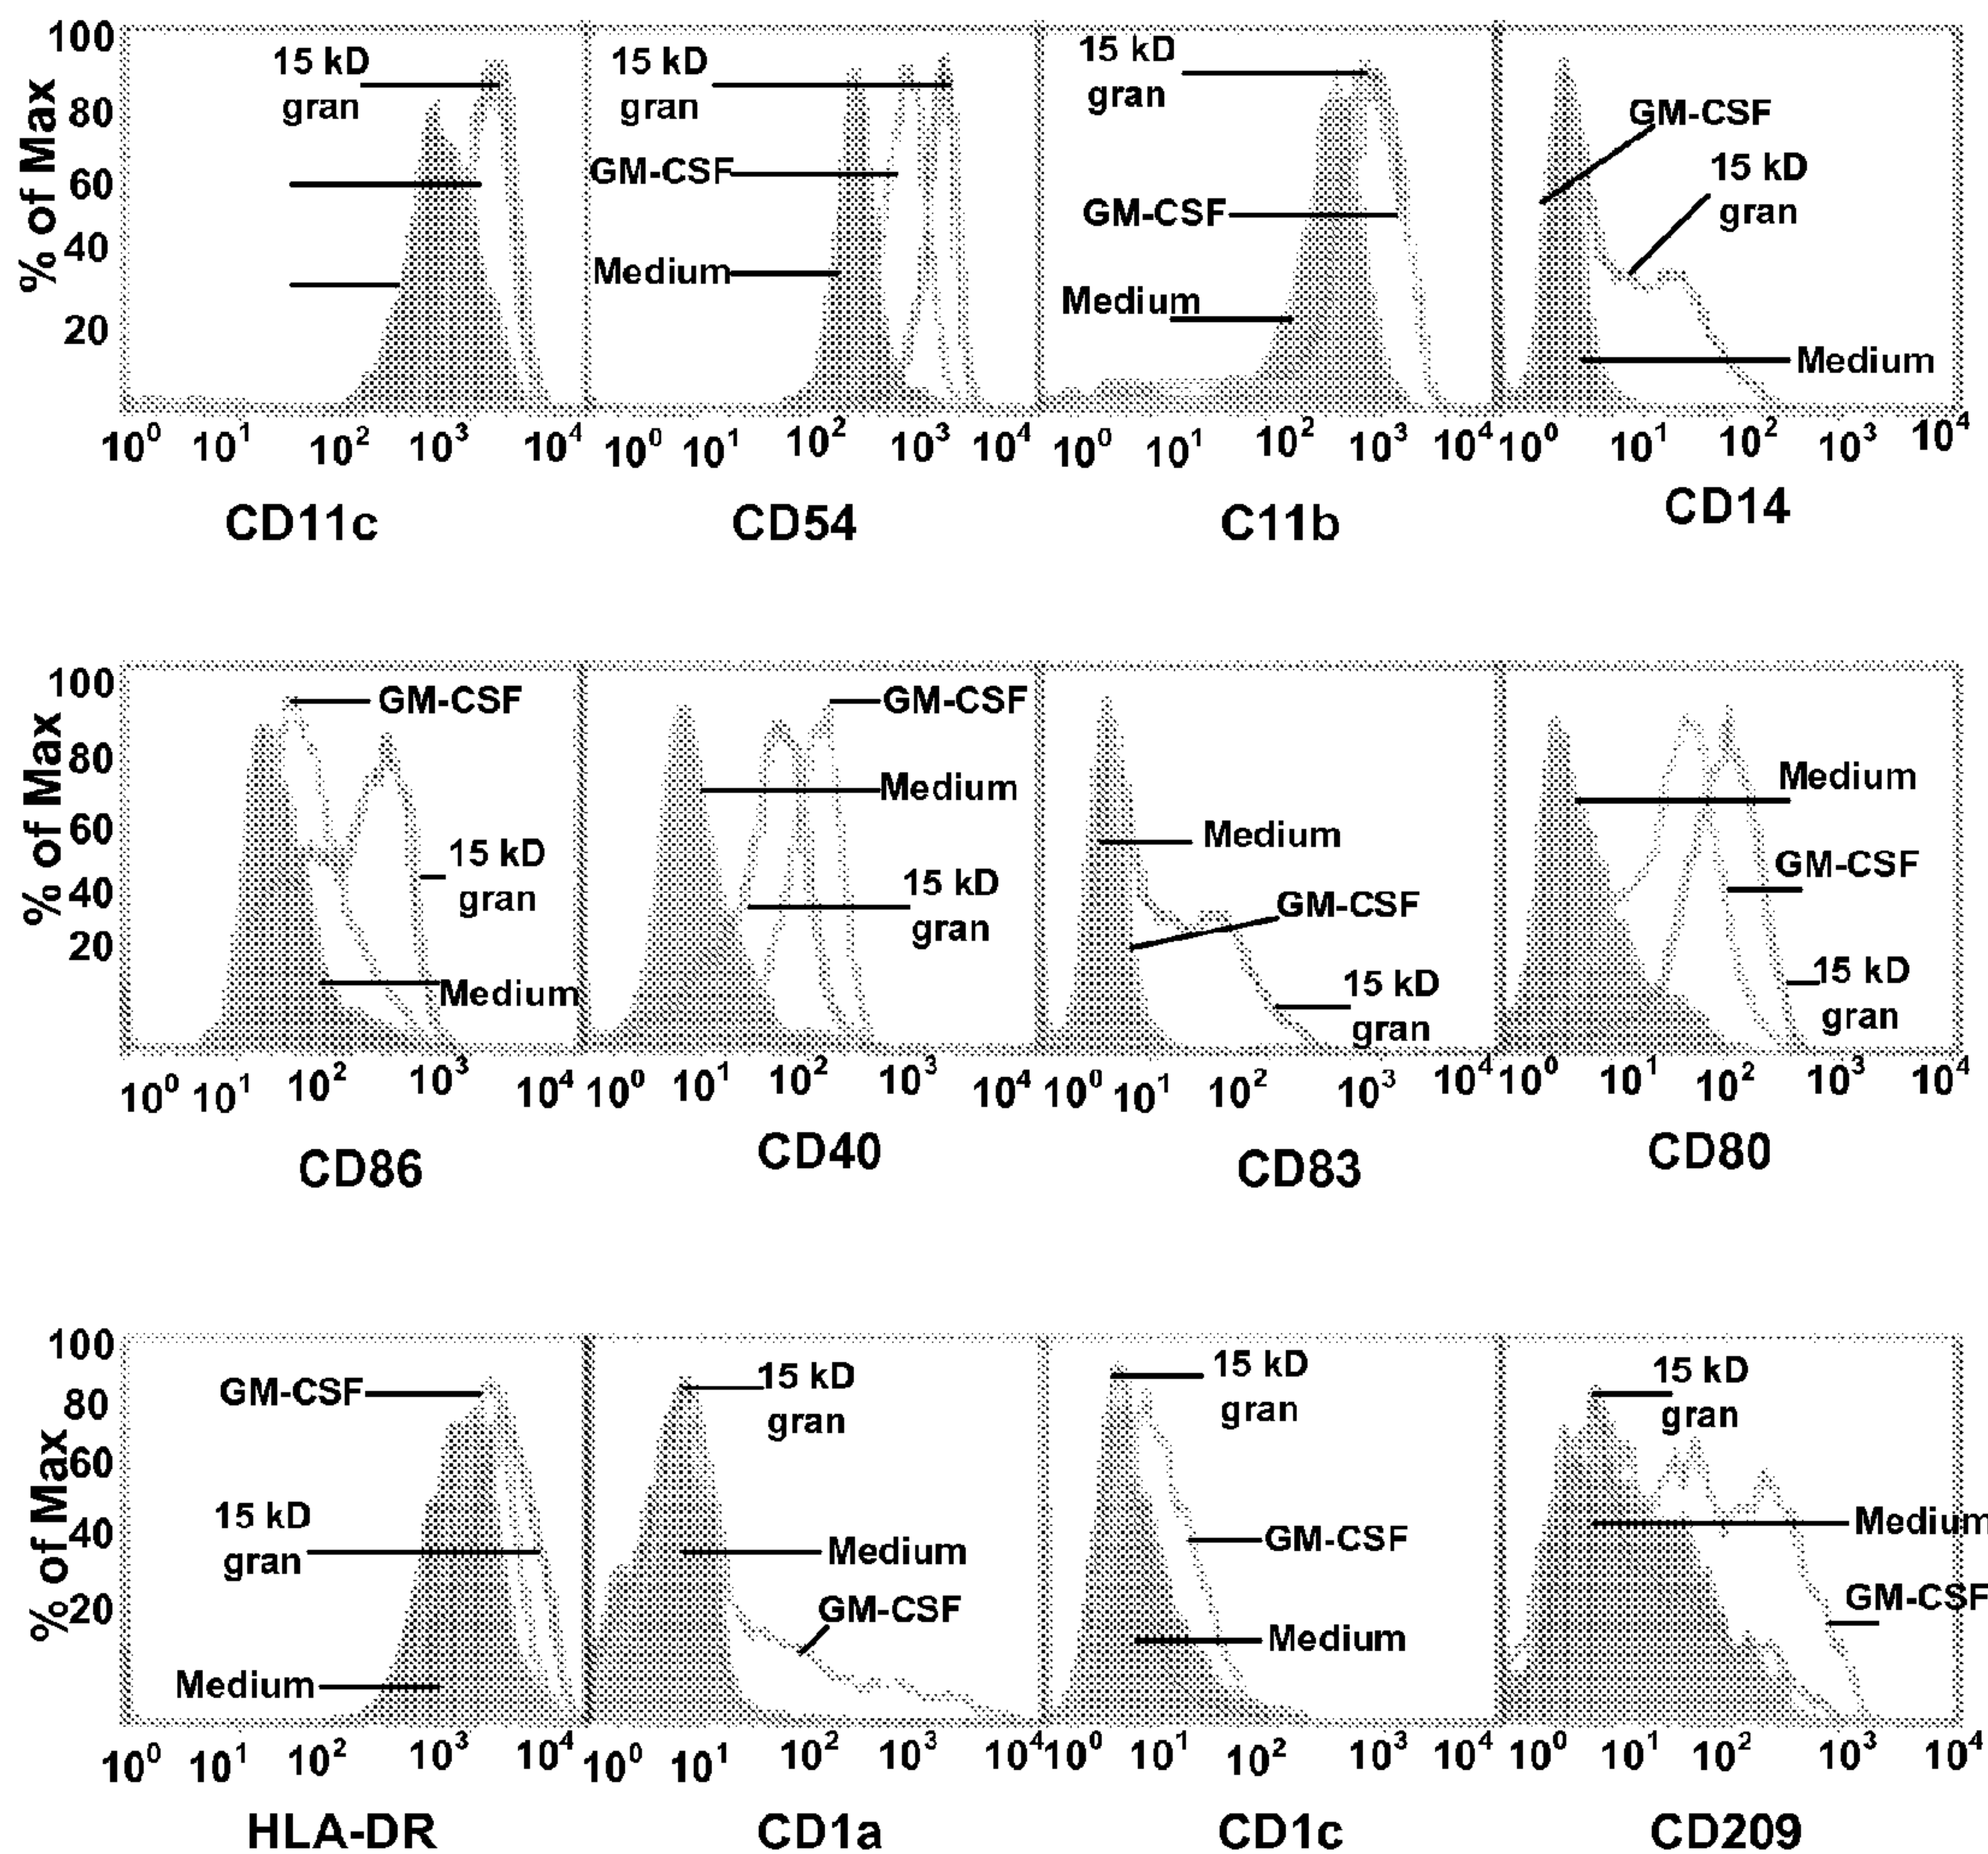 100
80
60
40
20
% of Max
15 kD
gran
15 kD
gran
GM-CSF
Medium
15 kD
gran
GM-CSF
Medium
GM-CSF
15 kD
gran
Medium
10⁰ 10¹ 10² 10³ 10⁴ 10⁰ 10¹ 10² 10³ 10⁴ 10⁰ 10¹ 10² 10³ 10⁴ 10⁰ 10¹ 10² 10³ 10⁴
CD11c CD54 C11b CD14
100
80
60
40
20
% of Max
GM-CSF
15 kD
gran
Medium
GM-CSF
Medium
15 kD
gran
Medium
GM-CSF
15 kD
gran
Medium
GM-CSF
15 kD
gran
10⁰ 10¹ 10² 10³ 10⁴ 10⁰ 10¹ 10² 10³ 10⁴ 10⁰ 10¹ 10² 10³ 10⁴ 10⁰ 10¹ 10² 10³ 10⁴
CD86 CD40 CD83 CD80
100
80
60
40
20
% of Max
GM-CSF
15 kD
gran
Medium
15 kD
gran
Medium
GM-CSF
15 kD
gran
GM-CSF
Medium
15 kD
gran
Medium
GM-CSF
10⁰ 10¹ 10² 10³ 10⁴ 10⁰ 10¹ 10² 10³ 10⁴ 10⁰ 10¹ 10² 10³ 10⁴ 10⁰ 10¹ 10² 10³ 10⁴
HLA-DR CD1a CD1c CD209